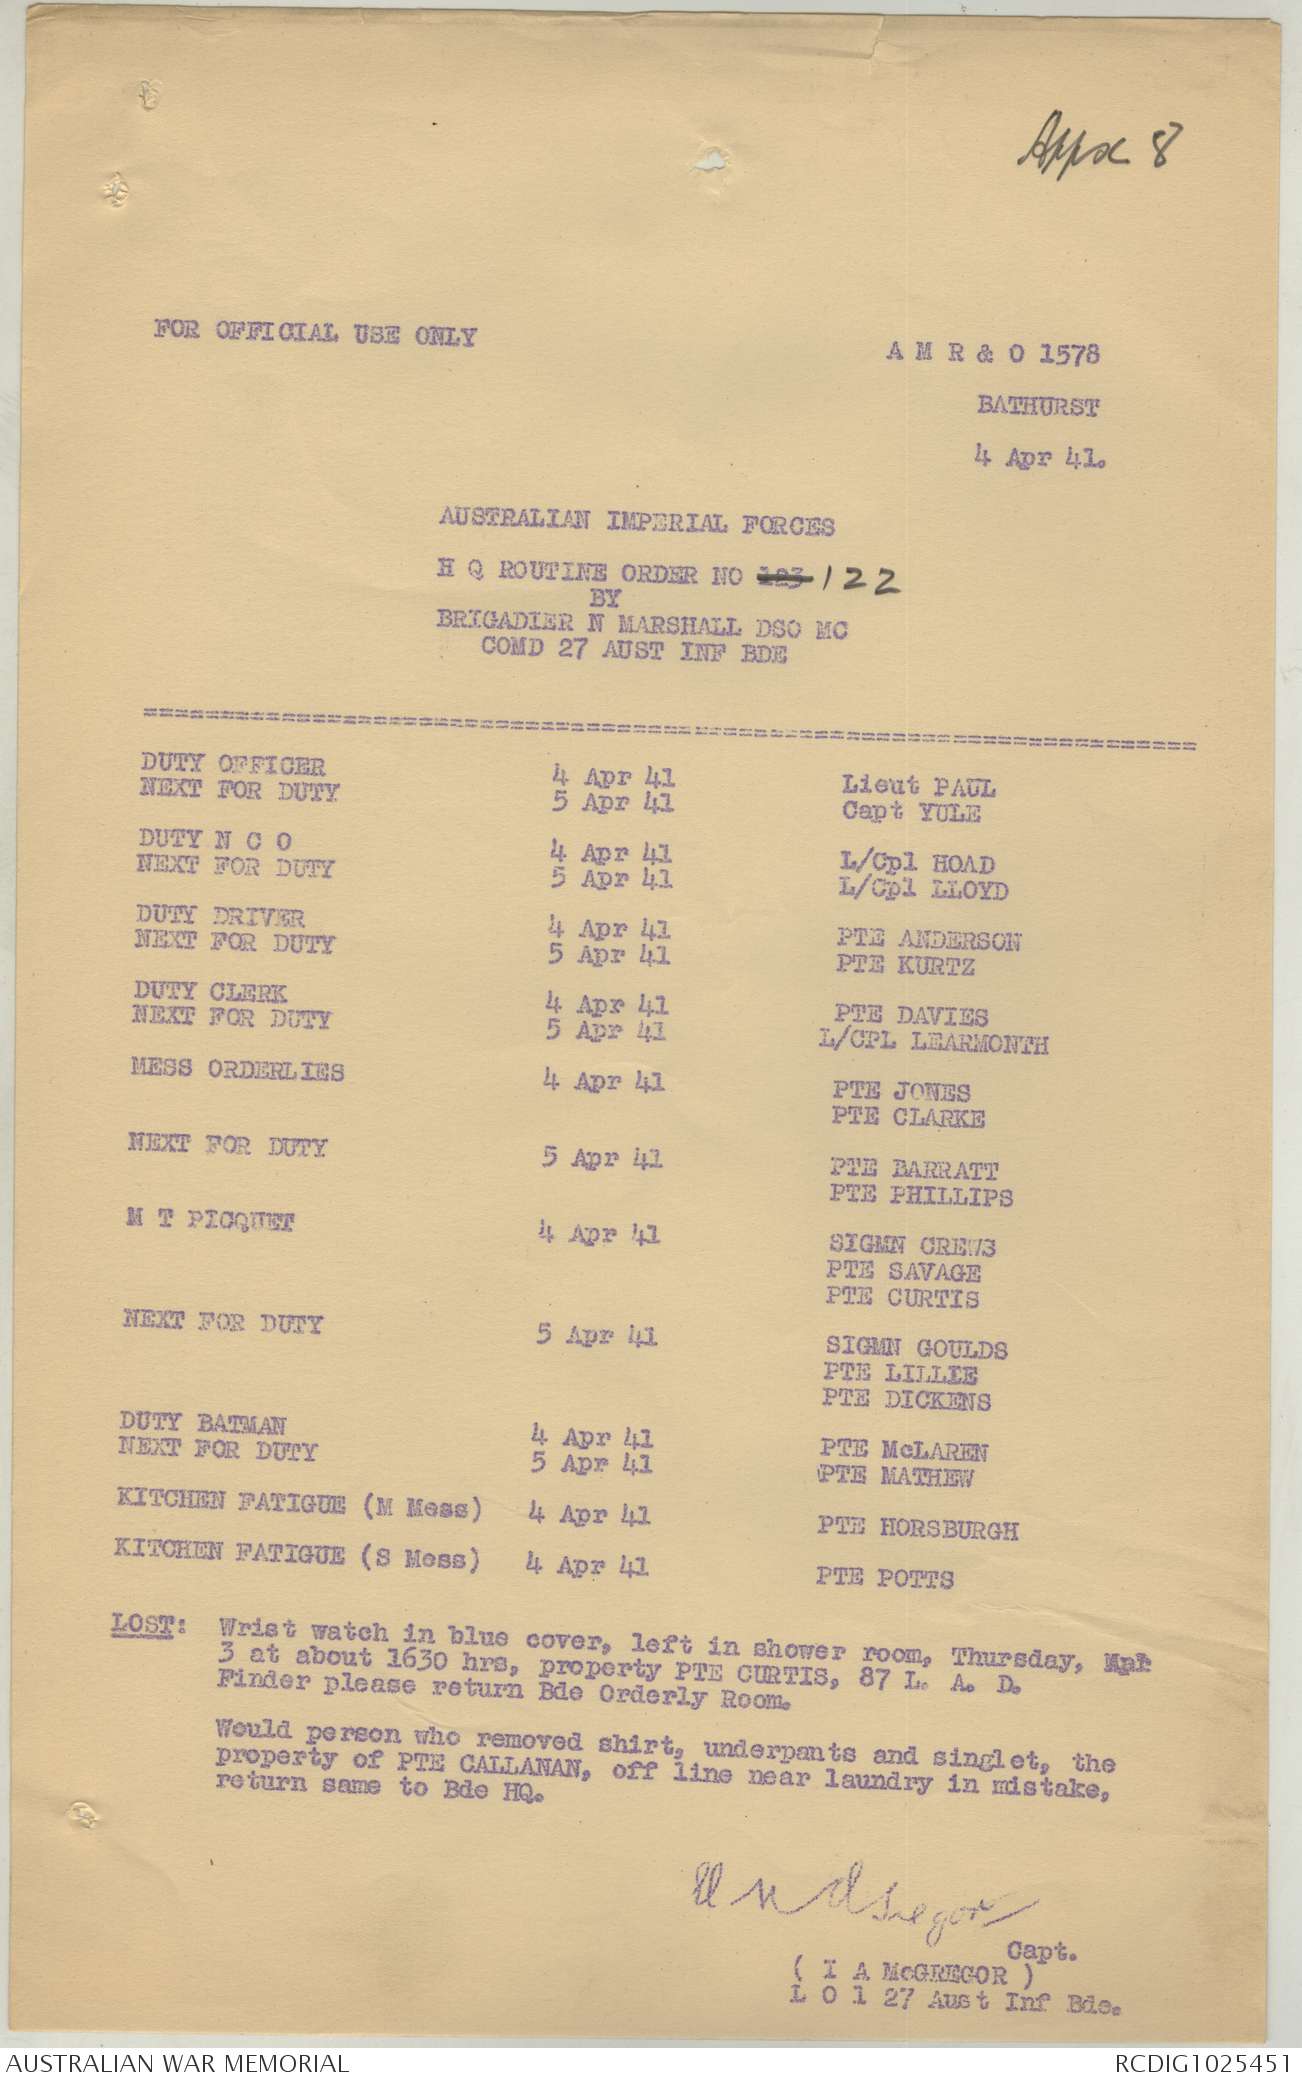 Appx 8
FOR OFFICIAL USE ONLY
A M R & O 1578
BATHURST
4 Apr 41.
AUSTRALIAN IMPERIAL FORCES
H Q ROUTINE ORDER NO 123 122
BY
BRIGADIER N MARSHALL DSO MC
COMD 27 AUST INF BDE
DUTY OFFICER 4 Apr 41 Lieut PAUL
NEXT FOR DUTY 5 Apr 41 Capt YULE
DUTY N C O 4 Apr 41 L/Cpl HOAD
NEXT FOR DUTY 5 Apr 41 L/Cpl LLOYD
DUTY DRIVER 4 Apr 41 PTE ANDERSON
NEXT FOR DUTY 5 Apr 41 PTE KURTZ
DUTY CLERK 4 Apr 41 PTE DAVIES
NEXT FOR DUTY 5 Apr 41 L/CPL LEARMONTH
MESS ORDERLIES 4 Apr 41 PTE JONES
PTE CLARKE
NEXT FOR DUTY 5 Apr 41 PTE BARRATT
PTE PHILLIPS
M T PICQUET 4 Apr 41 SIGMN CREWS
PTE SAVAGE
PTE CURTIS
NEXT FOR DUTY 5 Apr 41 SIGMN GOULDS
PTE LILLIE
PTE DICKENS
DUTY BATMAN 4 Apr 41 PTE McLAREN
NEXT FOR DUTY 5 Apr 41 PTE MATHEW
KITCHEN FATIGUE (M Mess) 4 Apr 41 PTE HORSBURGH
KITCHEN FATIGUE (S Mess) 4 Apr 41 PTE POTTS
LOST: Wrist watch in blue cover, left in shower room, Thursday,
3 at about 1630 hrs, property PTE CURTIS, 87 L. A. D.
Finder please return Bde Orderly Room.
Would person who removed shirt, underpants and singlet, the
property of PTE CALLANAN, off line near laundry in mistake,
return same to Bde HQ.
Capt.
( I A McGREGOR )
L O 1 27 Aust Inf Bde.
AUSTRALIAN WAR MEMORIAL RCDIG1025451